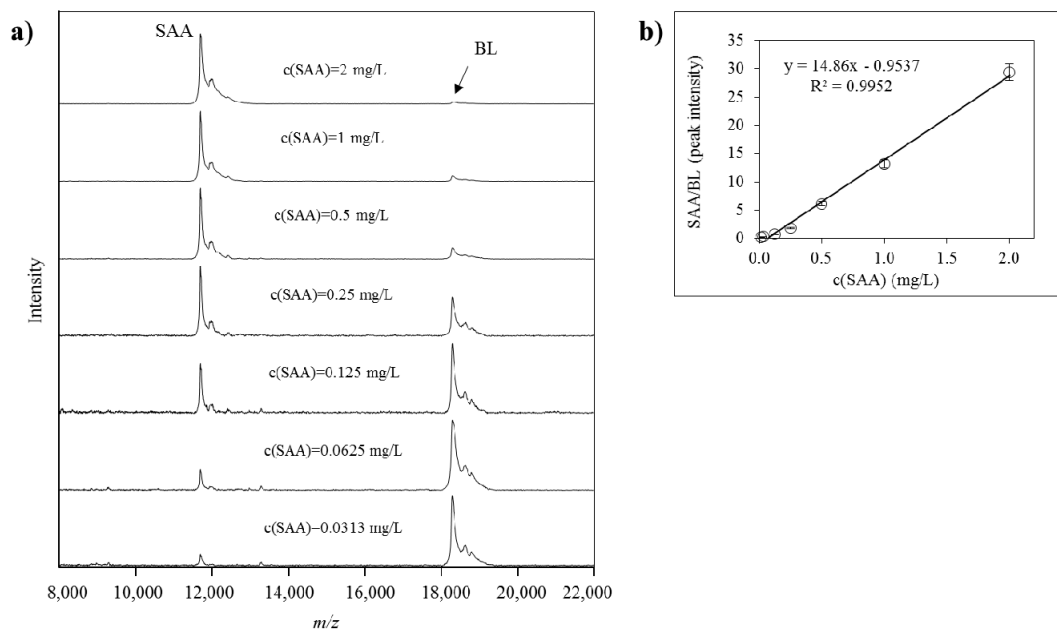 a)
SAA
BL
c(SAA)=2 mg/L
c(SAA)=1 mg/L
c(SAA)=0.5 mg/L
c(SAA)=0.25 mg/L
c(SAA)=0.125 mg/L
c(SAA)=0.0625 mg/L
c(SAA)=0.0313 mg/L
Intensity
8,000 10,000 12,000 14,000 16,000 18,000 20,000 22,000
m/z
b)
y = 14.86x - 0.9537
R² = 0.9952
SAA/BL (peak intensity)
35
30
25
20
15
10
5
0
0.0 0.5 1.0 1.5 2.0
c(SAA) (mg/L)